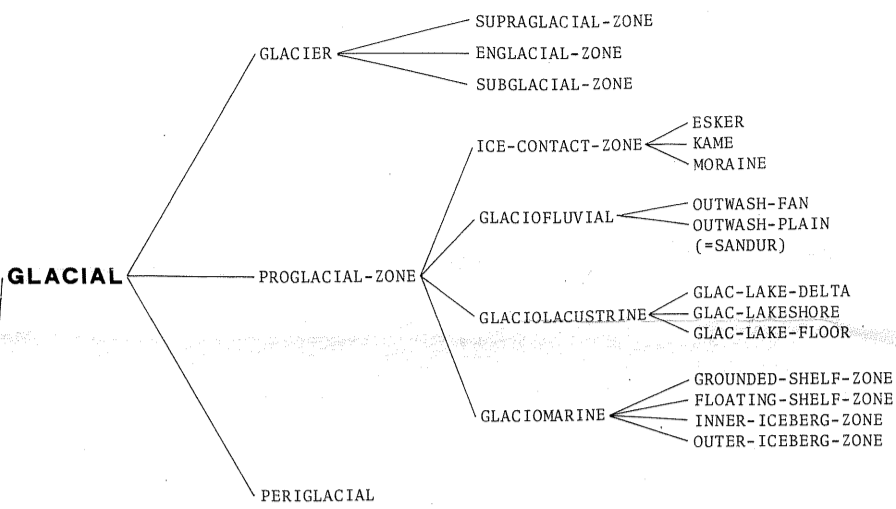 SUPRAGLACIAL-ZONE
GLACIER
ENGLACIAL-ZONE
SUBGLACIAL-ZONE
ESKER
ICE-CONTACT-ZONE
KAME
MORAINE
OUTWASH-FAN
GLACIOFLUVIAL
OUTWASH-PLAIN
(=SANDUR)
GLACIAL
PROGLACIAL-ZONE
GLAC-LAKE-DELTA
GLACIOLACUSTRINE
GLAC-LAKESHORE
GLAC-LAKE-FLOOR
GROUNDED-SHELF-ZONE
FLOATING-SHELF-ZONE
GLACIOMARINE
INNER-ICEBERG-ZONE
OUTER-ICEBERG-ZONE
PERIGLACIAL